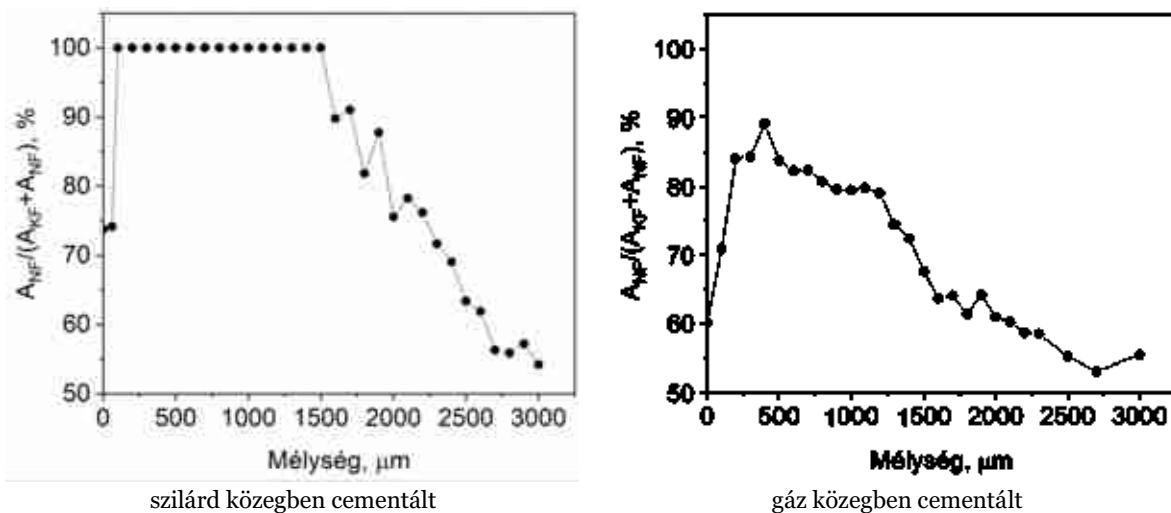 100
90
80
70
60
50
A_NF/(A_KF+A_NF), %
0 500 1000 1500 2000 2500 3000
Mélység, μm
szilárd közegben cementált
100
90
80
70
60
50
A_NF/(A_KF+A_NF), %
0 500 1000 1500 2000 2500 3000
Mélység, μm
gáz közegben cementált